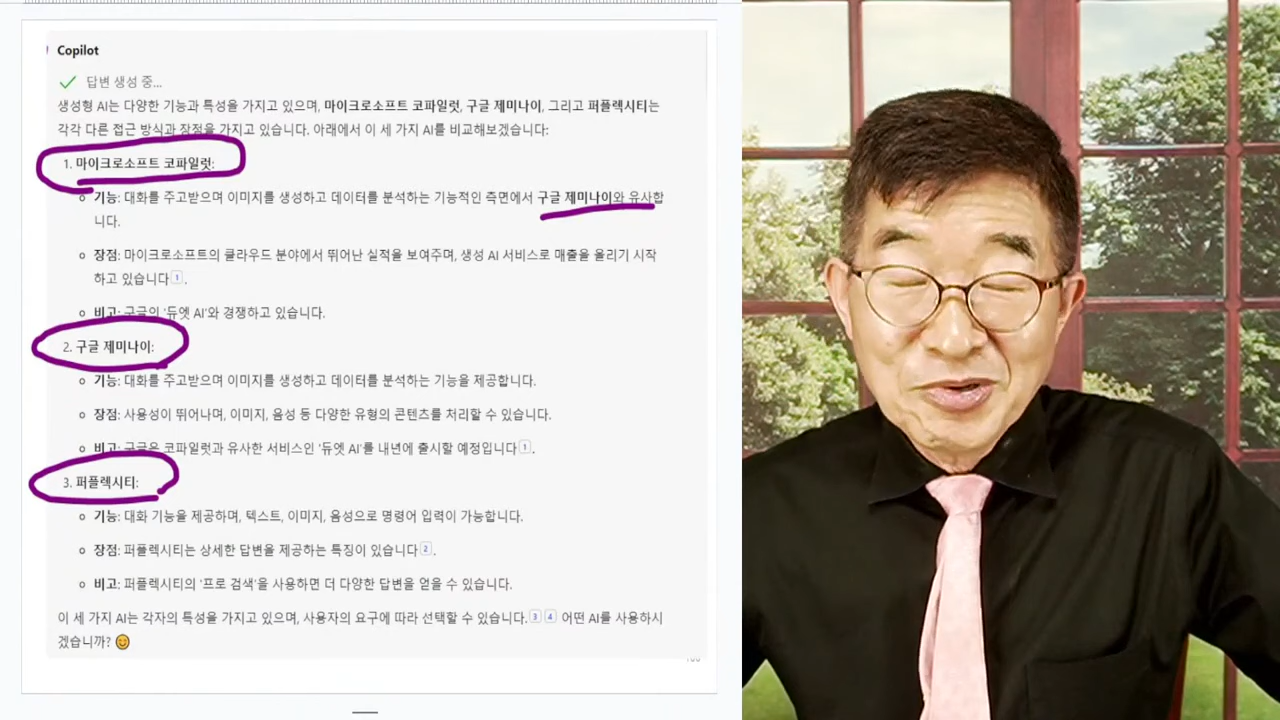 Copilot
답변 생성 중...
생성형 AI는 다양한 기능과 특성을 가지고 있으며, 마이크로소프트 코파일럿, 구글 제미나이, 그리고 퍼플렉시티는
각각 다른 접근 방식과 장점을 가지고 있습니다. 아래에서 이 세 가지 AI를 비교해보겠습니다:
1. 마이크로소프트 코파일럿:
기능: 대화를 주고받으며 이미지를 생성하고 데이터를 분석하는 기능적인 측면에서 구글 제미나이와 유사합
니다.
장점: 마이크로소프트의 클라우드 분야에서 뛰어난 실적을 보여주며, 생성 AI 서비스로 매출을 올리기 시작
하고 있습니다 1.
비고: 구글의 '듀엣 AI'와 경쟁하고 있습니다.
2. 구글 제미나이:
기능: 대화를 주고받으며 이미지를 생성하고 데이터를 분석하는 기능을 제공합니다.
장점: 사용성이 뛰어나며, 이미지, 음성 등 다양한 유형의 콘텐츠를 처리할 수 있습니다.
비고: 구글은 코파일럿과 유사한 서비스인 '듀엣 AI'를 내년에 출시할 예정입니다 1.
3. 퍼플렉시티:
기능: 대화 기능을 제공하며, 텍스트, 이미지, 음성으로 명령어 입력이 가능합니다.
장점: 퍼플렉시티는 상세한 답변을 제공하는 특징이 있습니다 2.
비고: 퍼플렉시티의 '프로 검색'을 사용하면 더 다양한 답변을 얻을 수 있습니다.
이 세 가지 AI는 각자의 특성을 가지고 있으며, 사용자의 요구에 따라 선택할 수 있습니다. 3 4 어떤 AI를 사용하시
겠습니까? 😊